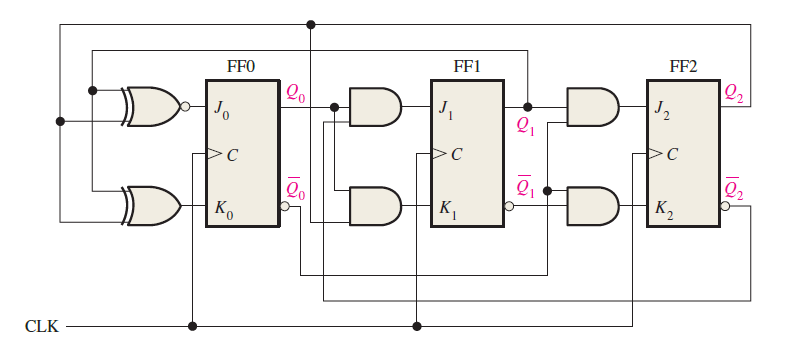 FF0 FF1 FF2
J₀ Q₀ J₁ Q₁ J₂ Q₂
C C C
K₀ Q̅₀ K₁ Q̅₁ K₂ Q̅₂
CLK